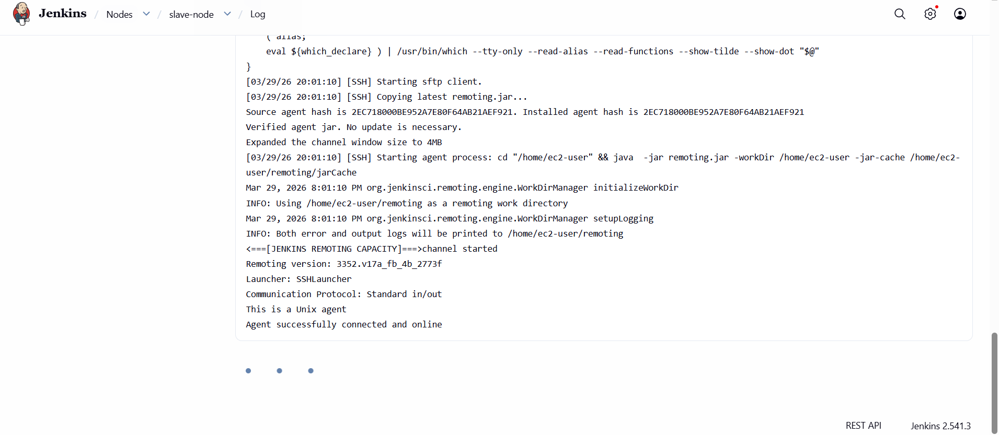 Jenkins / Nodes / slave-node / Log
( alias;
eval ${which_declare} ) | /usr/bin/which --tty-only --read-alias --read-functions --show-tilde --show-dot "$@"
}
[03/29/26 20:01:10] [SSH] Starting sftp client.
[03/29/26 20:01:10] [SSH] Copying latest remoting.jar...
Source agent hash is 2EC718000BE952A7E80F64AB21AEF921. Installed agent hash is 2EC718000BE952A7E80F64AB21AEF921
Verified agent jar. No update is necessary.
Expanded the channel window size to 4MB
[03/29/26 20:01:10] [SSH] Starting agent process: cd "/home/ec2-user" && java  -jar remoting.jar -workDir /home/ec2-user -jar-cache /home/ec2-
user/remoting/jarCache
Mar 29, 2026 8:01:10 PM org.jenkinsci.remoting.engine.WorkDirManager initializeWorkDir
INFO: Using /home/ec2-user/remoting as a remoting work directory
Mar 29, 2026 8:01:10 PM org.jenkinsci.remoting.engine.WorkDirManager setupLogging
INFO: Both error and output logs will be printed to /home/ec2-user/remoting
<===[JENKINS REMOTING CAPACITY]===>channel started
Remoting version: 3352.v17a_fb_4b_2773f
Launcher: SSHLauncher
Communication Protocol: Standard in/out
This is a Unix agent
Agent successfully connected and online
REST API
Jenkins 2.541.3